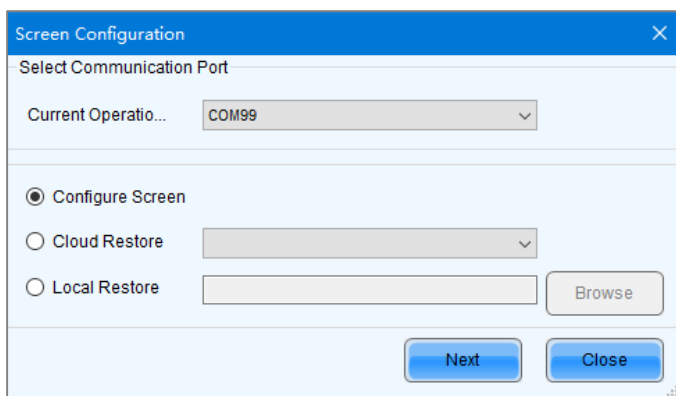 Screen Configuration
Select Communication Port
Current Operatio... COM99
Configure Screen
Cloud Restore
Local Restore Browse
Next Close